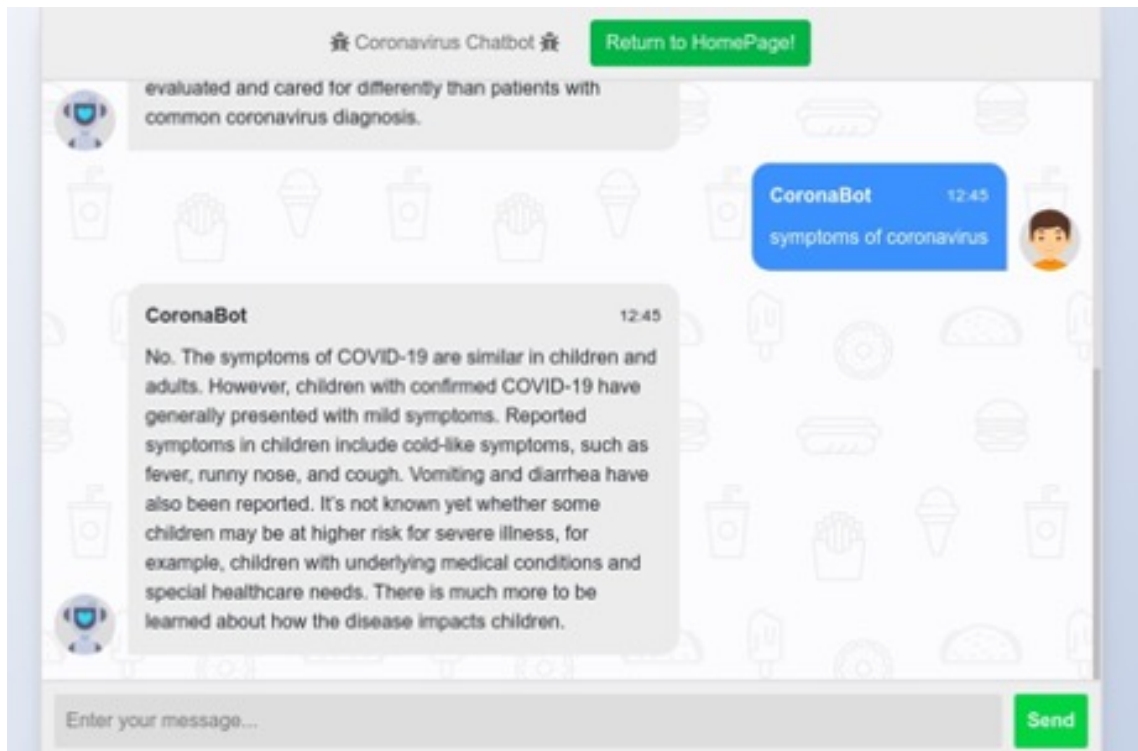 Coronavirus Chatbot
Return to HomePage!
evaluated and cared for differently than patients with
common coronavirus diagnosis.
CoronaBot 12:45
symptoms of coronavirus
CoronaBot 12:45
No. The symptoms of COVID-19 are similar in children and
adults. However, children with confirmed COVID-19 have
generally presented with mild symptoms. Reported
symptoms in children include cold-like symptoms, such as
fever, runny nose, and cough. Vomiting and diarrhea have
also been reported. It's not known yet whether some
children may be at higher risk for severe illness, for
example, children with underlying medical conditions and
special healthcare needs. There is much more to be
learned about how the disease impacts children.
Enter your message...
Send